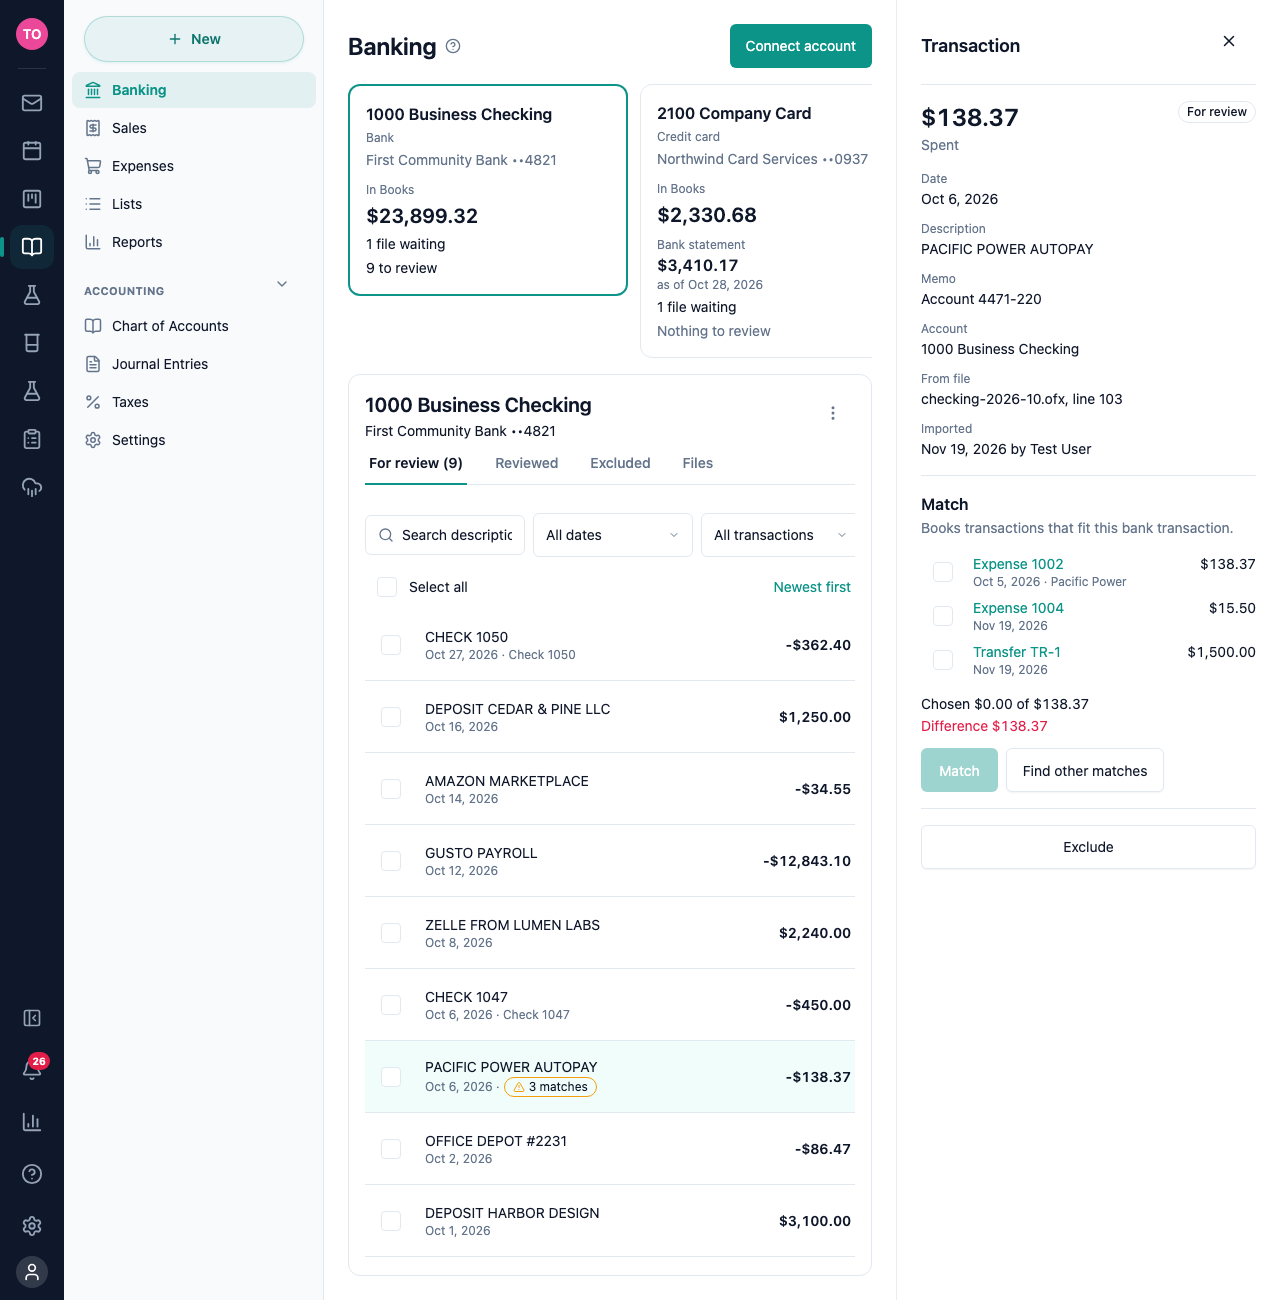 TO
26
New
Banking
Sales
Expenses
Lists
Reports
ACCOUNTING
Chart of Accounts
Journal Entries
Taxes
Settings
Banking
Connect account
1000 Business Checking
Bank
First Community Bank ••4821
In Books
$23,899.32
1 file waiting
9 to review
2100 Company Card
Credit card
Northwind Card Services ••0937
In Books
$2,330.68
Bank statement
$3,410.17
as of Oct 28, 2026
1 file waiting
Nothing to review
1000 Business Checking
First Community Bank ••4821
For review (9) Reviewed Excluded Files
Search descriptic All dates All transactions
Select all Newest first
CHECK 1050 -$362.40
Oct 27, 2026 · Check 1050
DEPOSIT CEDAR & PINE LLC $1,250.00
Oct 16, 2026
AMAZON MARKETPLACE -$34.55
Oct 14, 2026
GUSTO PAYROLL -$12,843.10
Oct 12, 2026
ZELLE FROM LUMEN LABS $2,240.00
Oct 8, 2026
CHECK 1047 -$450.00
Oct 6, 2026 · Check 1047
PACIFIC POWER AUTOPAY -$138.37
Oct 6, 2026 · 3 matches
OFFICE DEPOT #2231 -$86.47
Oct 2, 2026
DEPOSIT HARBOR DESIGN $3,100.00
Oct 1, 2026
Transaction
$138.37 For review
Spent
Date
Oct 6, 2026
Description
PACIFIC POWER AUTOPAY
Memo
Account 4471-220
Account
1000 Business Checking
From file
checking-2026-10.ofx, line 103
Imported
Nov 19, 2026 by Test User
Match
Books transactions that fit this bank transaction.
Expense 1002 $138.37
Oct 5, 2026 · Pacific Power
Expense 1004 $15.50
Nov 19, 2026
Transfer TR-1 $1,500.00
Nov 19, 2026
Chosen $0.00 of $138.37
Difference $138.37
Match Find other matches
Exclude